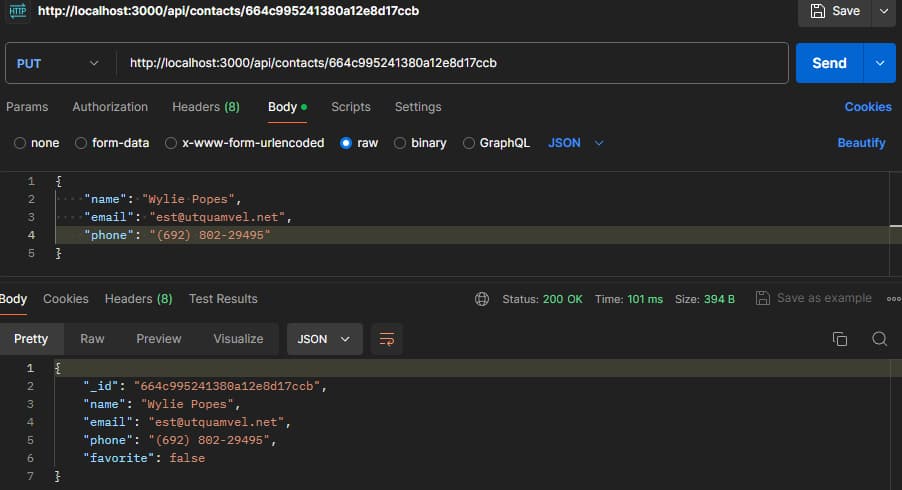 HTTP http://localhost:3000/api/contacts/664c995241380a12e8d17ccb Save
PUT http://localhost:3000/api/contacts/664c995241380a12e8d17ccb Send
Params Authorization Headers (8) Body Scripts Settings Cookies
none form-data x-www-form-urlencoded raw binary GraphQL JSON Beautify
1 {
2 "name": "Wylie Popes",
3 "email": "est@utquamvel.net",
4 "phone": "(692) 802-29495"
5 }
Body Cookies Headers (8) Test Results Status: 200 OK Time: 101 ms Size: 394 B Save as example
Pretty Raw Preview Visualize JSON
1 {
2 "_id": "664c995241380a12e8d17ccb",
3 "name": "Wylie Popes",
4 "email": "est@utquamvel.net",
5 "phone": "(692) 802-29495",
6 "favorite": false
7 }